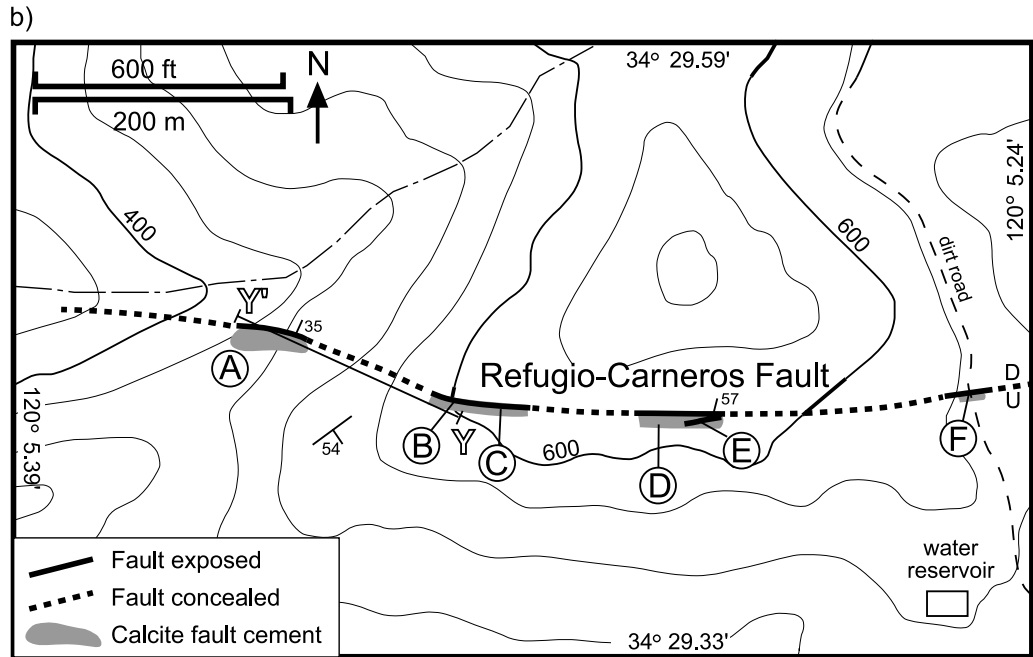 b)
600 ft
200 m
N
34° 29.59'
120° 5.24'
400
600
dirt road
Y'
35
A
Refugio-Carneros Fault
D
U
57
B
Y
C
54
600
D
E
F
120° 5.39'
Fault exposed
Fault concealed
Calcite fault cement
water
reservoir
34° 29.33'